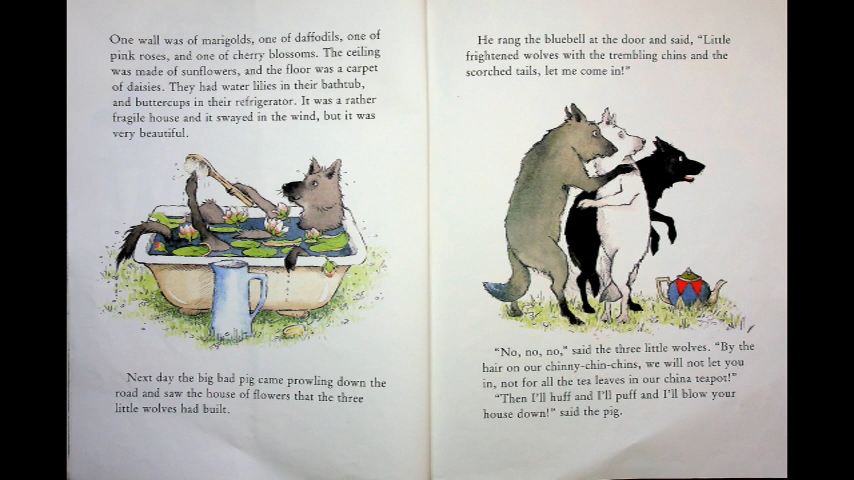 One wall was of marigolds, one of daffodils, one of
pink roses, and one of cherry blossoms. The ceiling
was made of sunflowers, and the floor was a carpet
of daisies. They had water lilies in their bathtub,
and buttercups in their refrigerator. It was a rather
fragile house and it swayed in the wind, but it was
very beautiful.
Next day the big bad pig came prowling down the
road and saw the house of flowers that the three
little wolves had built.
He rang the bluebell at the door and said, “Little
frightened wolves with the trembling chins and the
scorched tails, let me come in!”
“No, no, no,” said the three little wolves. “By the
hair on our chinny-chin-chins, we will not let you
in, not for all the tea leaves in our china teapot!”
“Then I’ll huff and I’ll puff and I’ll blow your
house down!” said the pig.